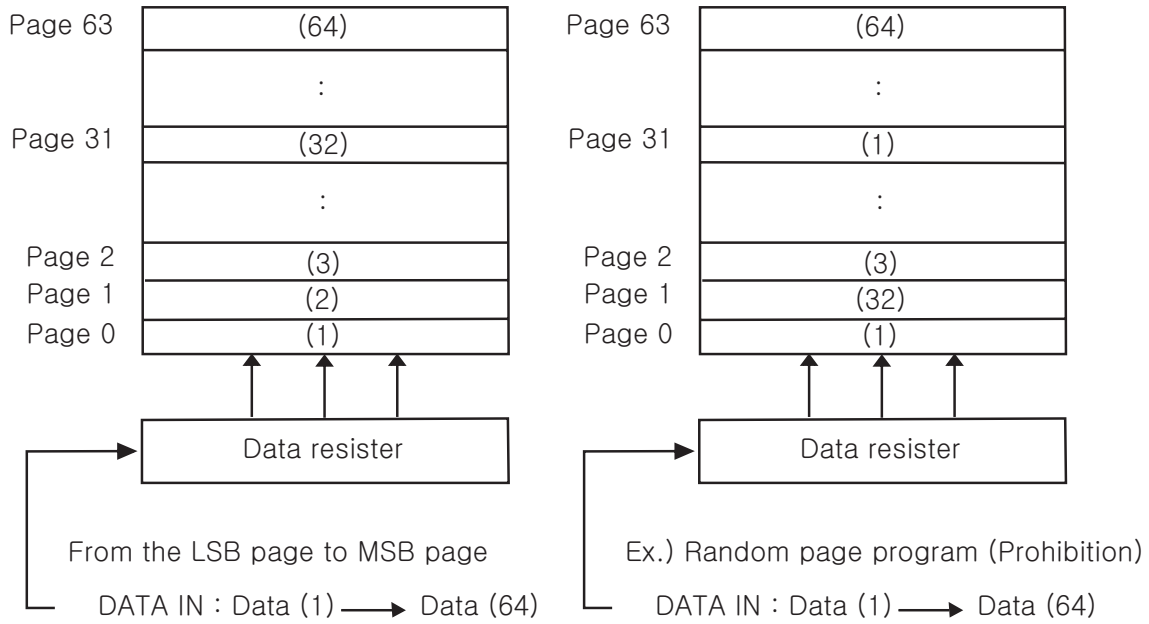 Page 63 (64)
:
Page 31 (32)
:
Page 2 (3)
Page 1 (2)
Page 0 (1)
Data resister
From the LSB page to MSB page
DATA IN : Data (1) Data (64)
Page 63 (64)
:
Page 31 (1)
:
Page 2 (3)
Page 1 (32)
Page 0 (1)
Data resister
Ex.) Random page program (Prohibition)
DATA IN : Data (1) Data (64)